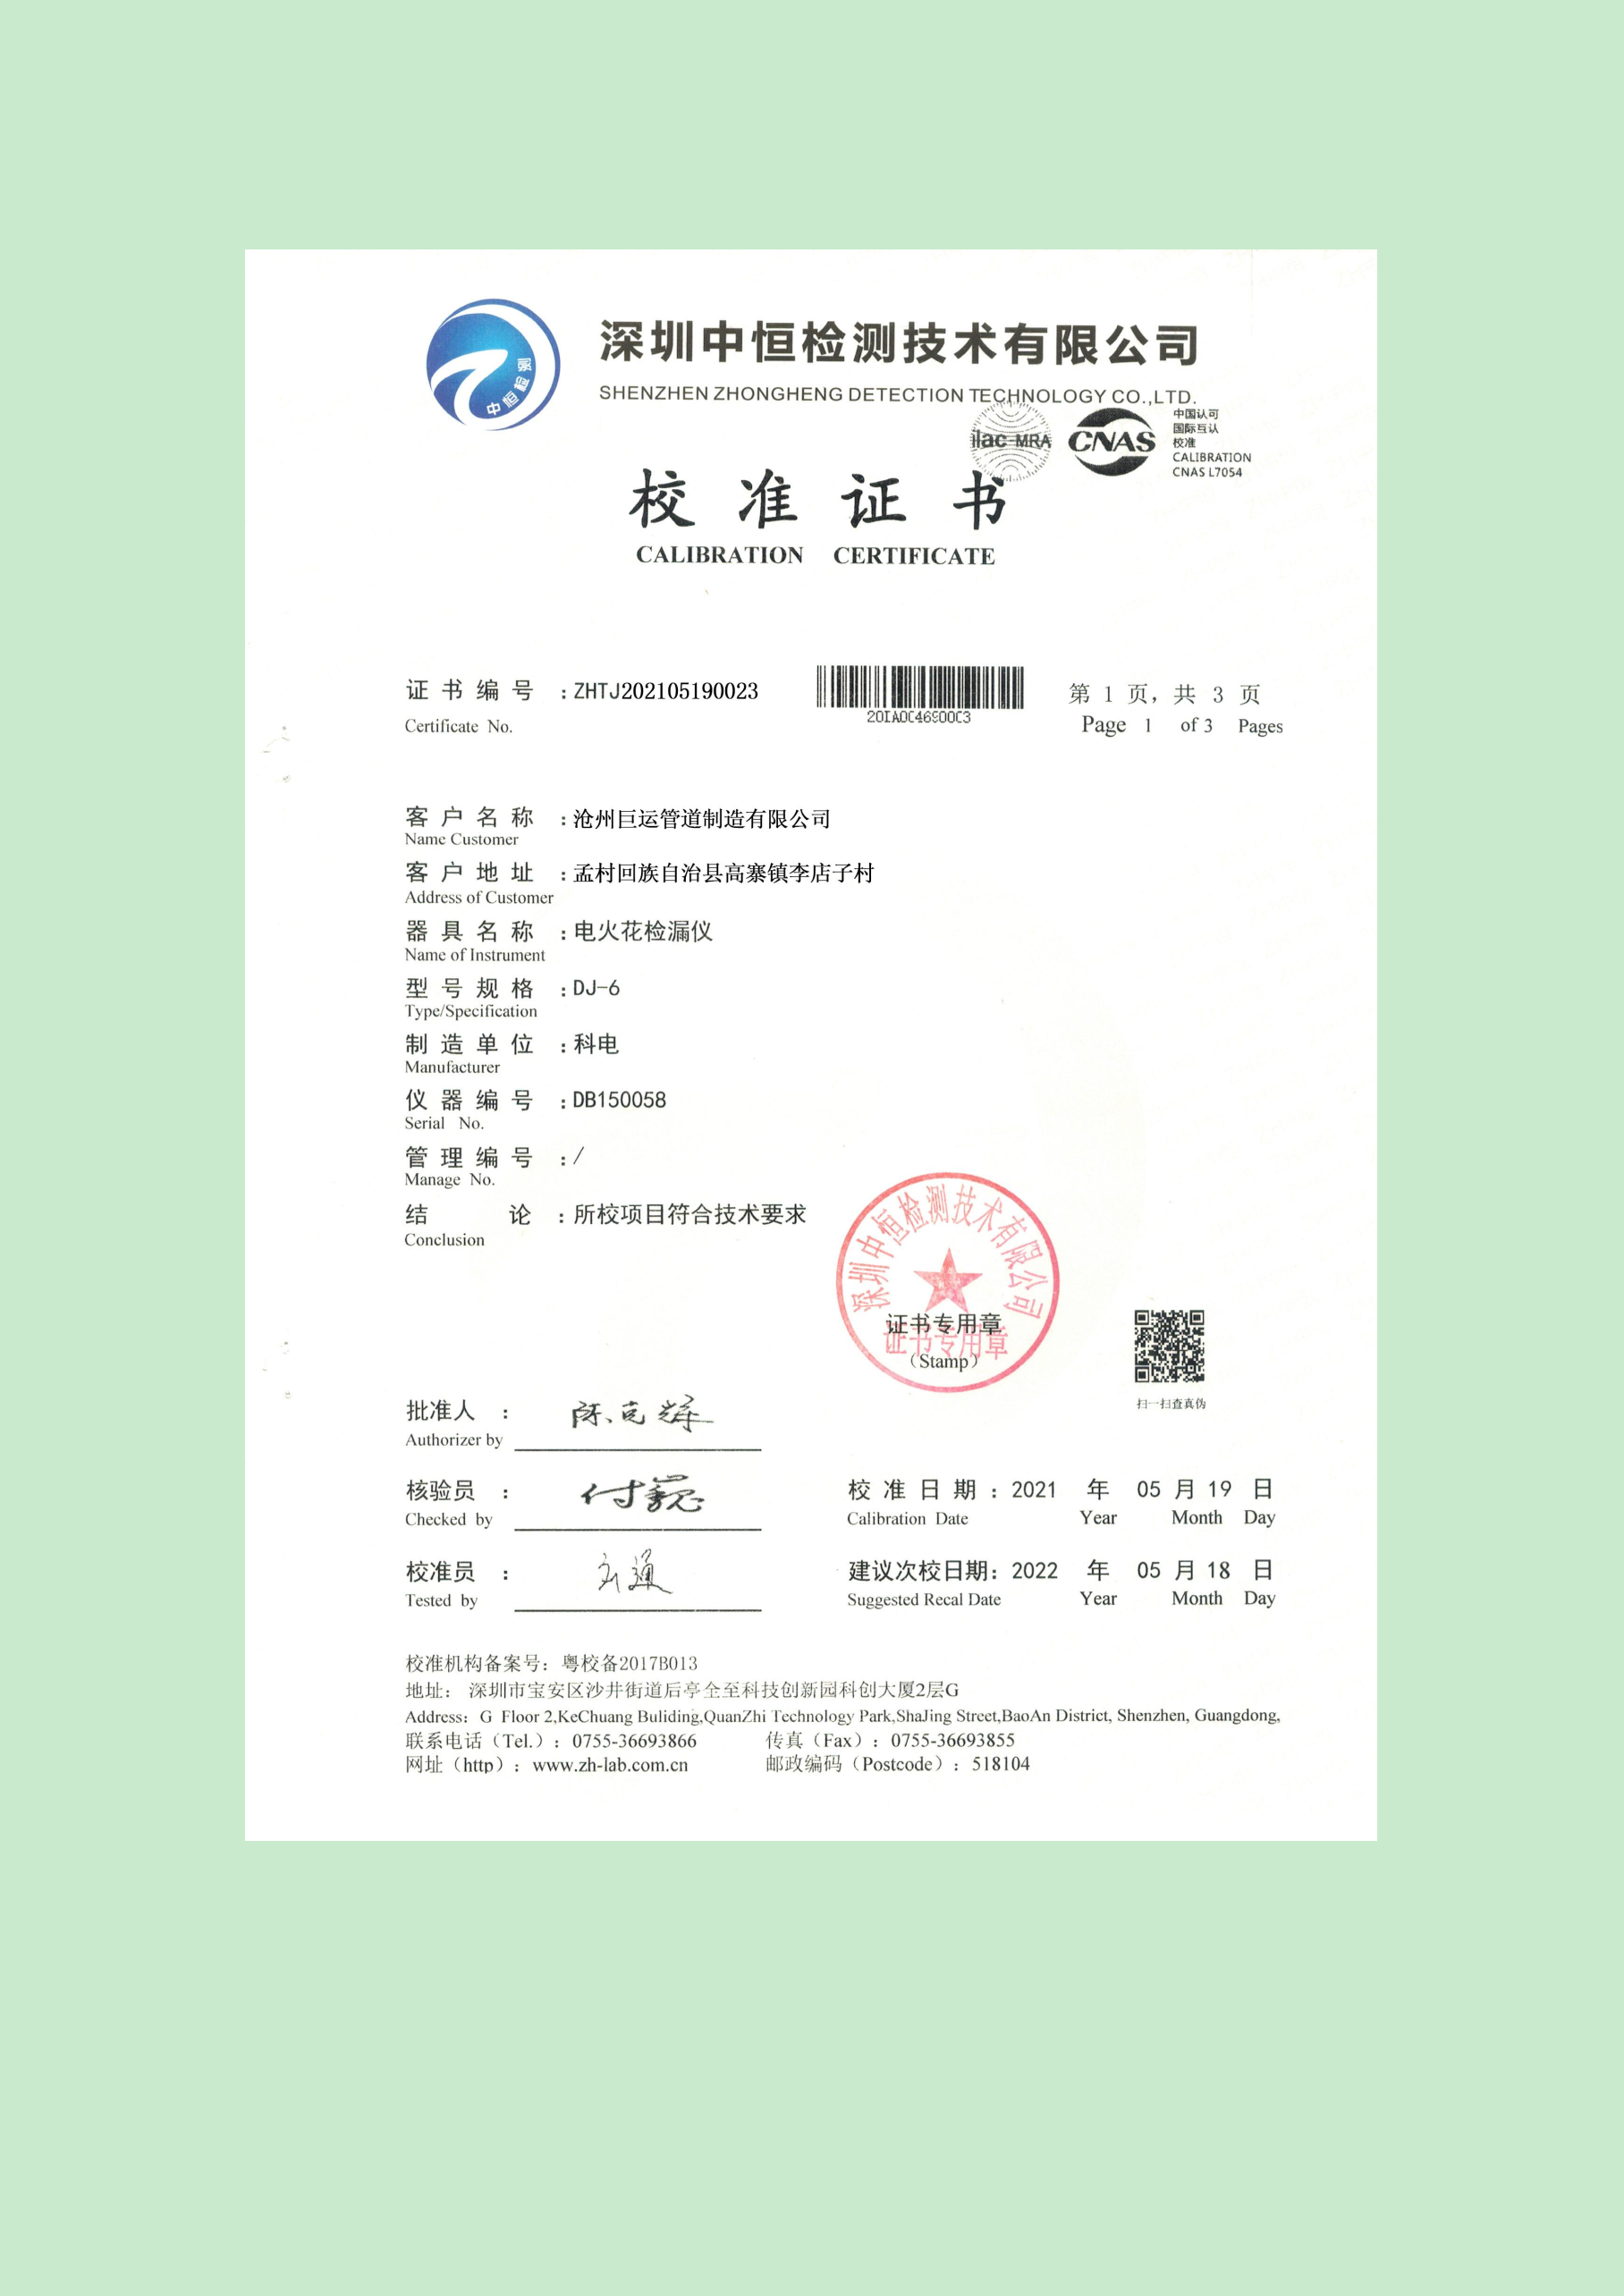 深圳中恒检测技术有限公司
SHENZHEN ZHONGHENG DETECTION TECHNOLOGY CO.,LTD.
中恒检测
ilac-MRA
CNAS
中国认可
国际互认
校准
CALIBRATION
CNAS L7054
校准证书
CALIBRATION CERTIFICATE
证书编号：ZHTJ202105190023
Certificate No.
第 1 页，共 3 页
Page 1 of 3 Pages
客户名称：沧州巨运管道制造有限公司
Name Customer
客户地址：孟村回族自治县高寨镇李店子村
Address of Customer
器具名称：电火花检漏仪
Name of Instrument
型号规格：DJ-6
Type/Specification
制造单位：科电
Manufacturer
仪器编号：DB150058
Serial No.
管理编号：/
Manage No.
结论：所校项目符合技术要求
Conclusion
深圳中恒检测技术有限公司
证书专用章
证书专用章
（Stamp）
扫一扫查真伪
批准人：
Authorizer by
核验员：
Checked by
校准日期：2021 年 05 月 19 日
Calibration Date Year Month Day
校准员：
Tested by
建议次校日期：2022 年 05 月 18 日
Suggested Recal Date Year Month Day
校准机构备案号：粤校备2017B013
地址： 深圳市宝安区沙井街道后亭全至科技创新园科创大厦2层G
Address：G Floor 2,KeChuang Buliding,QuanZhi Technology Park,ShaJing Street,BaoAn District, Shenzhen, Guangdong,
联系电话（Tel.）：0755-36693866 传真（Fax）：0755-36693855
网址（http）：www.zh-lab.com.cn 邮政编码（Postcode）：518104